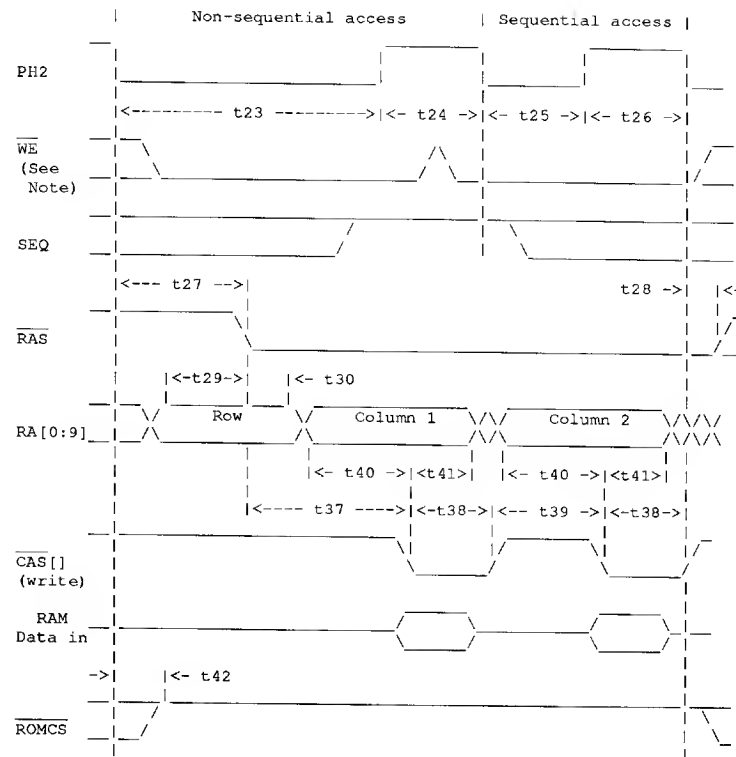 Non-sequential access
Sequential access
PH2
t23
t24
t25
t26
WE
(See
Note)
SEQ
t27
t28
RAS
t29
t30
Row
Column 1
Column 2
RA[0:9]
t40
t41
t40
t41
t37
t38
t39
t38
CAS[]
(write)
RAM
Data in
t42
ROMCS